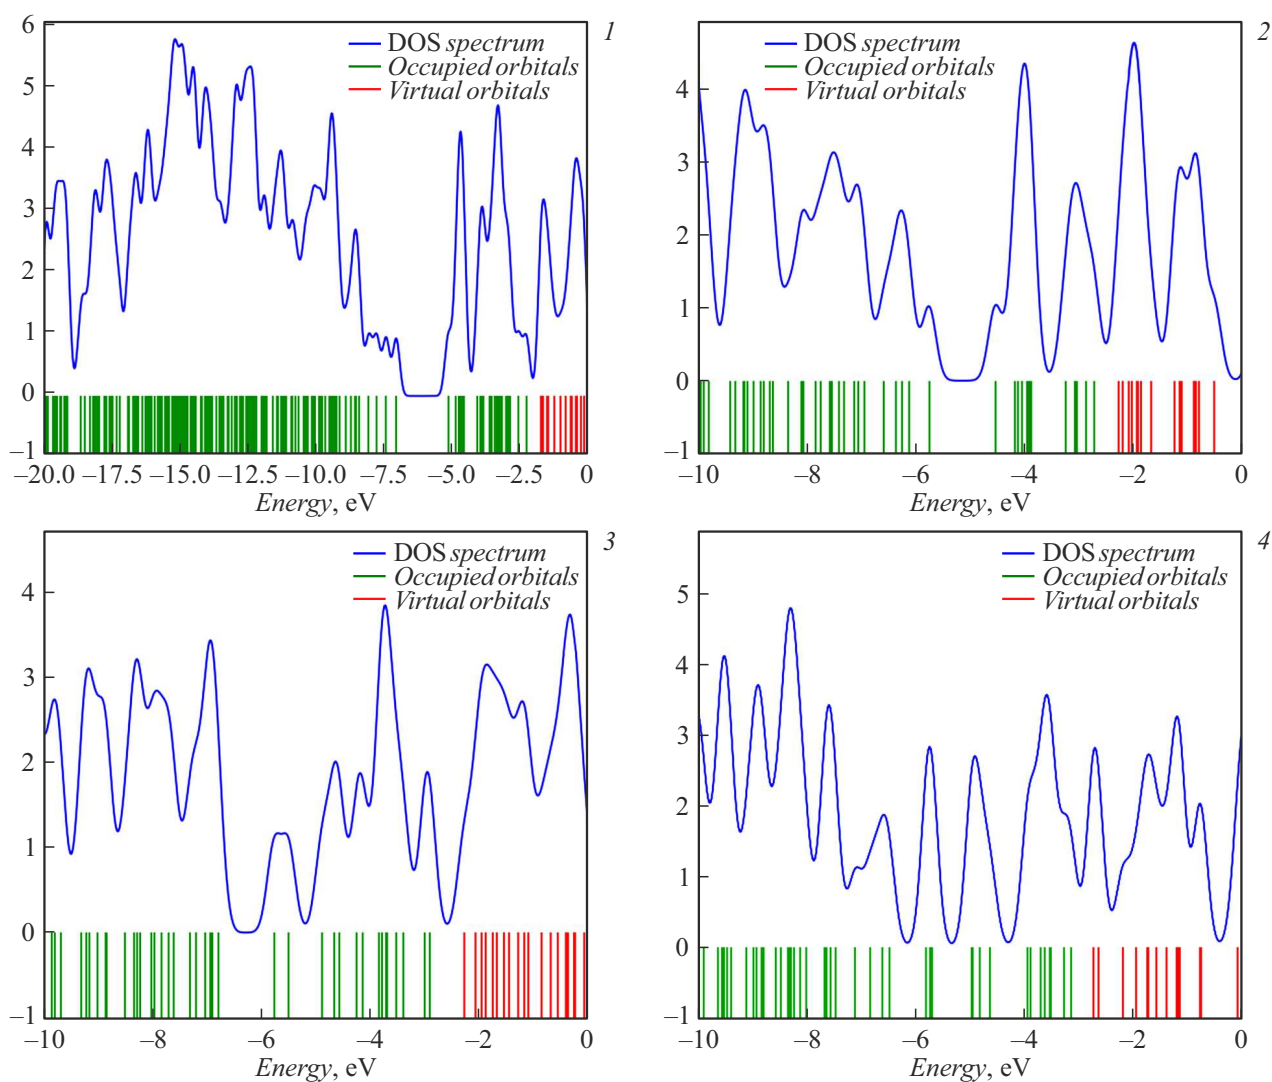 1
DOS spectrum
Occupied orbitals
Virtual orbitals
6
5
4
3
2
1
0
–1
–20.0 –17.5 –15.0 –12.5 –10.0 –7.5 –5.0 –2.5 0
Energy, eV
2
DOS spectrum
Occupied orbitals
Virtual orbitals
4
3
2
1
0
–1
–10 –8 –6 –4 –2 0
Energy, eV
3
DOS spectrum
Occupied orbitals
Virtual orbitals
4
3
2
1
0
–1
–10 –8 –6 –4 –2 0
Energy, eV
4
DOS spectrum
Occupied orbitals
Virtual orbitals
5
4
3
2
1
0
–1
–10 –8 –6 –4 –2 0
Energy, eV